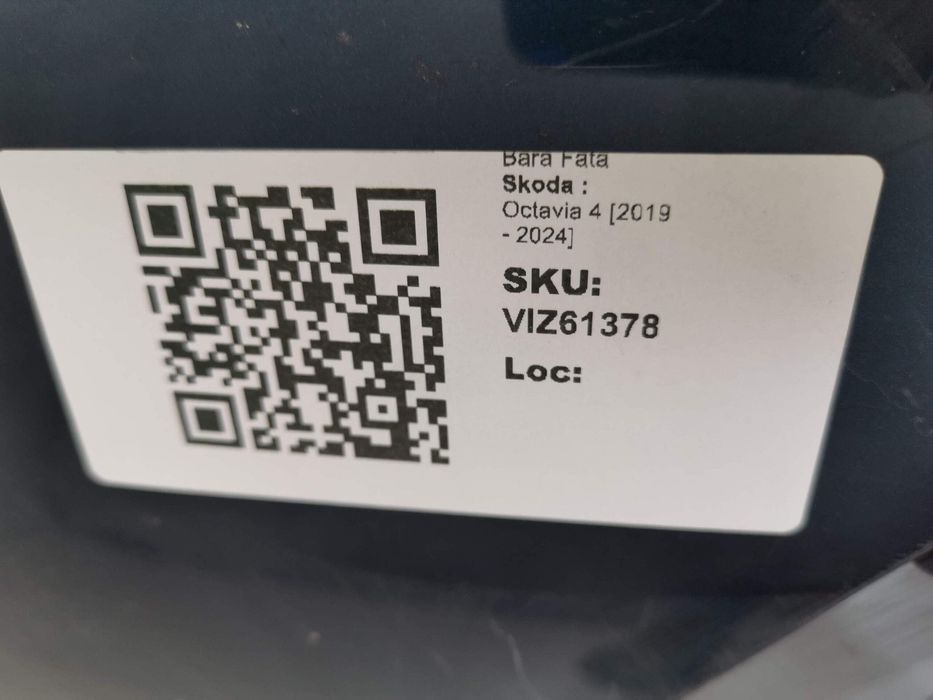 Bara Fata
Skoda :
Octavia 4 [2019
- 2024]
SKU:
VIZ61378
Loc: